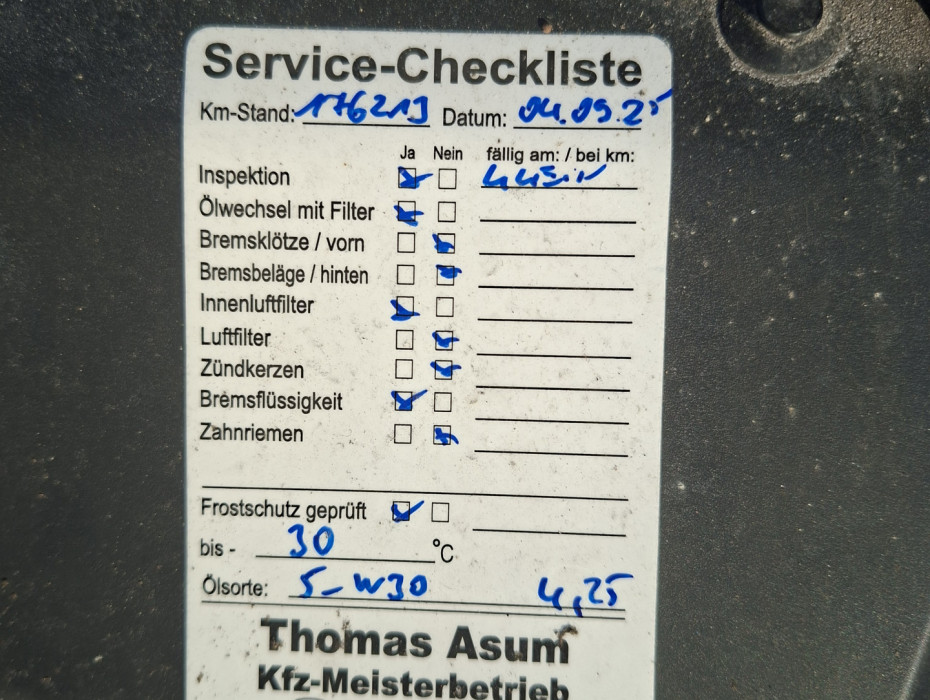 Service-Checkliste
Km-Stand: 176219 Datum: 04.09.25
Ja Nein fällig am: / bei km:
Inspektion
Ölwechsel mit Filter
Bremsklötze / vorn
Bremsbeläge / hinten
Innenluftfilter
Luftfilter
Zündkerzen
Bremsflüssigkeit
Zahnriemen
Frostschutz geprüft
bis - 30 °C
Ölsorte: 5-W30 4,25
Thomas Asum
Kfz-Meisterbetrieb